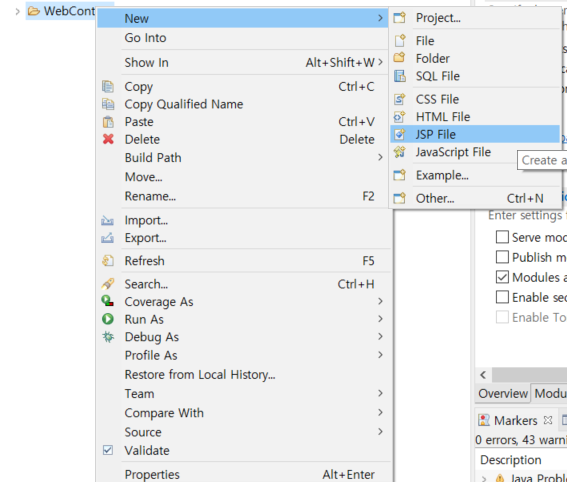 WebCont
New
Go Into
Show In Alt+Shift+W
Copy Ctrl+C
Copy Qualified Name
Paste Ctrl+V
Delete Delete
Build Path
Move...
Rename... F2
Import...
Export...
Refresh F5
Search... Ctrl+H
Coverage As
Run As
Debug As
Profile As
Restore from Local History...
Team
Compare With
Source
Validate
Properties Alt+Enter
Project...
File
Folder
SQL File
CSS File
HTML File
JSP File
JavaScript File
Example...
Other... Ctrl+N
Create a
Enter settings f
Serve mod
Publish m
Modules a
Enable sec
Enable To
Overview Modu
Markers
0 errors, 43 warni
Description
Java Probl